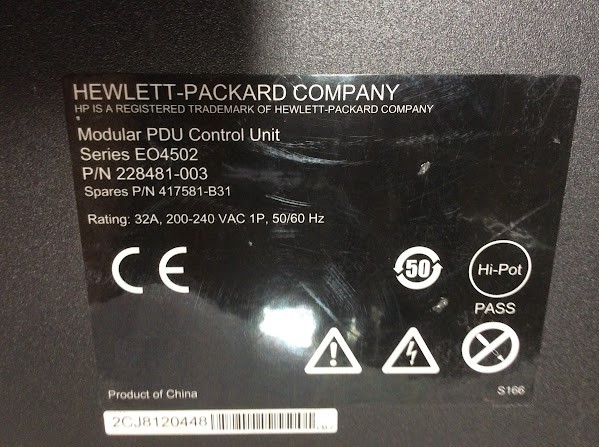 HEWLETT-PACKARD COMPANY
HP IS A REGISTERED TRADEMARK OF HEWLETT-PACKARD COMPANY
Modular PDU Control Unit
Series EO4502
P/N 228481-003
Spares P/N 417581-B31
Rating: 32A, 200-240 VAC 1P, 50/60 Hz
CE
50
Hi-Pot
PASS
Product of China
S166
2CJ8120448